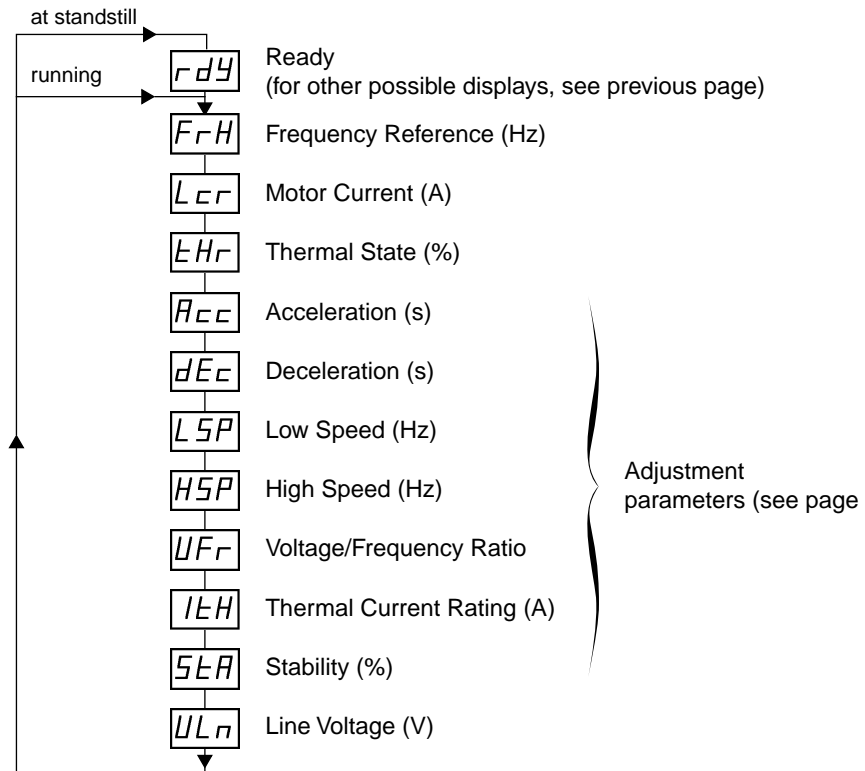 at standstill
rdY Ready
running
(for other possible displays, see previous page)
FrH Frequency Reference (Hz)
Lcr Motor Current (A)
tHr Thermal State (%)
Acc Acceleration (s)
dEc Deceleration (s)
LSP Low Speed (Hz)
HSP High Speed (Hz)
Adjustment
parameters (see page
UFr Voltage/Frequency Ratio
ItH Thermal Current Rating (A)
StA Stability (%)
ULn Line Voltage (V)